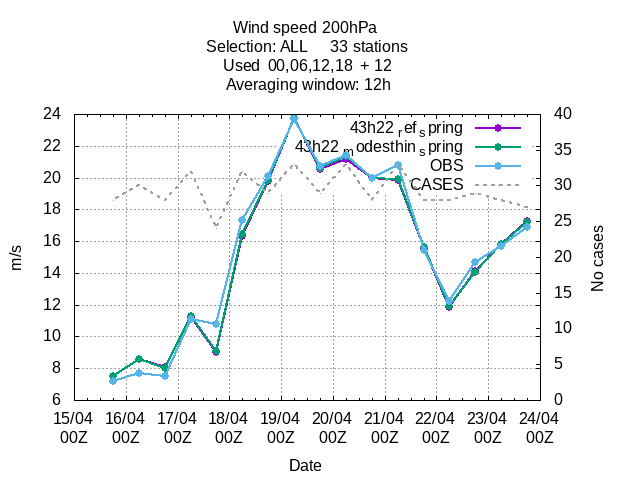 Wind speed 200hPa
Selection: ALL 33 stations
Used 00,06,12,18 + 12
Averaging window: 12h
43h22_ref_spring
43h22_modesthin_spring
OBS
CASES
24
22
20
18
16
14
12
10
8
6
m/s
40
35
30
25
20
15
10
5
0
No cases
15/04 16/04 17/04 18/04 19/04 20/04 21/04 22/04 23/04 24/04
00Z 00Z 00Z 00Z 00Z 00Z 00Z 00Z 00Z 00Z
Date